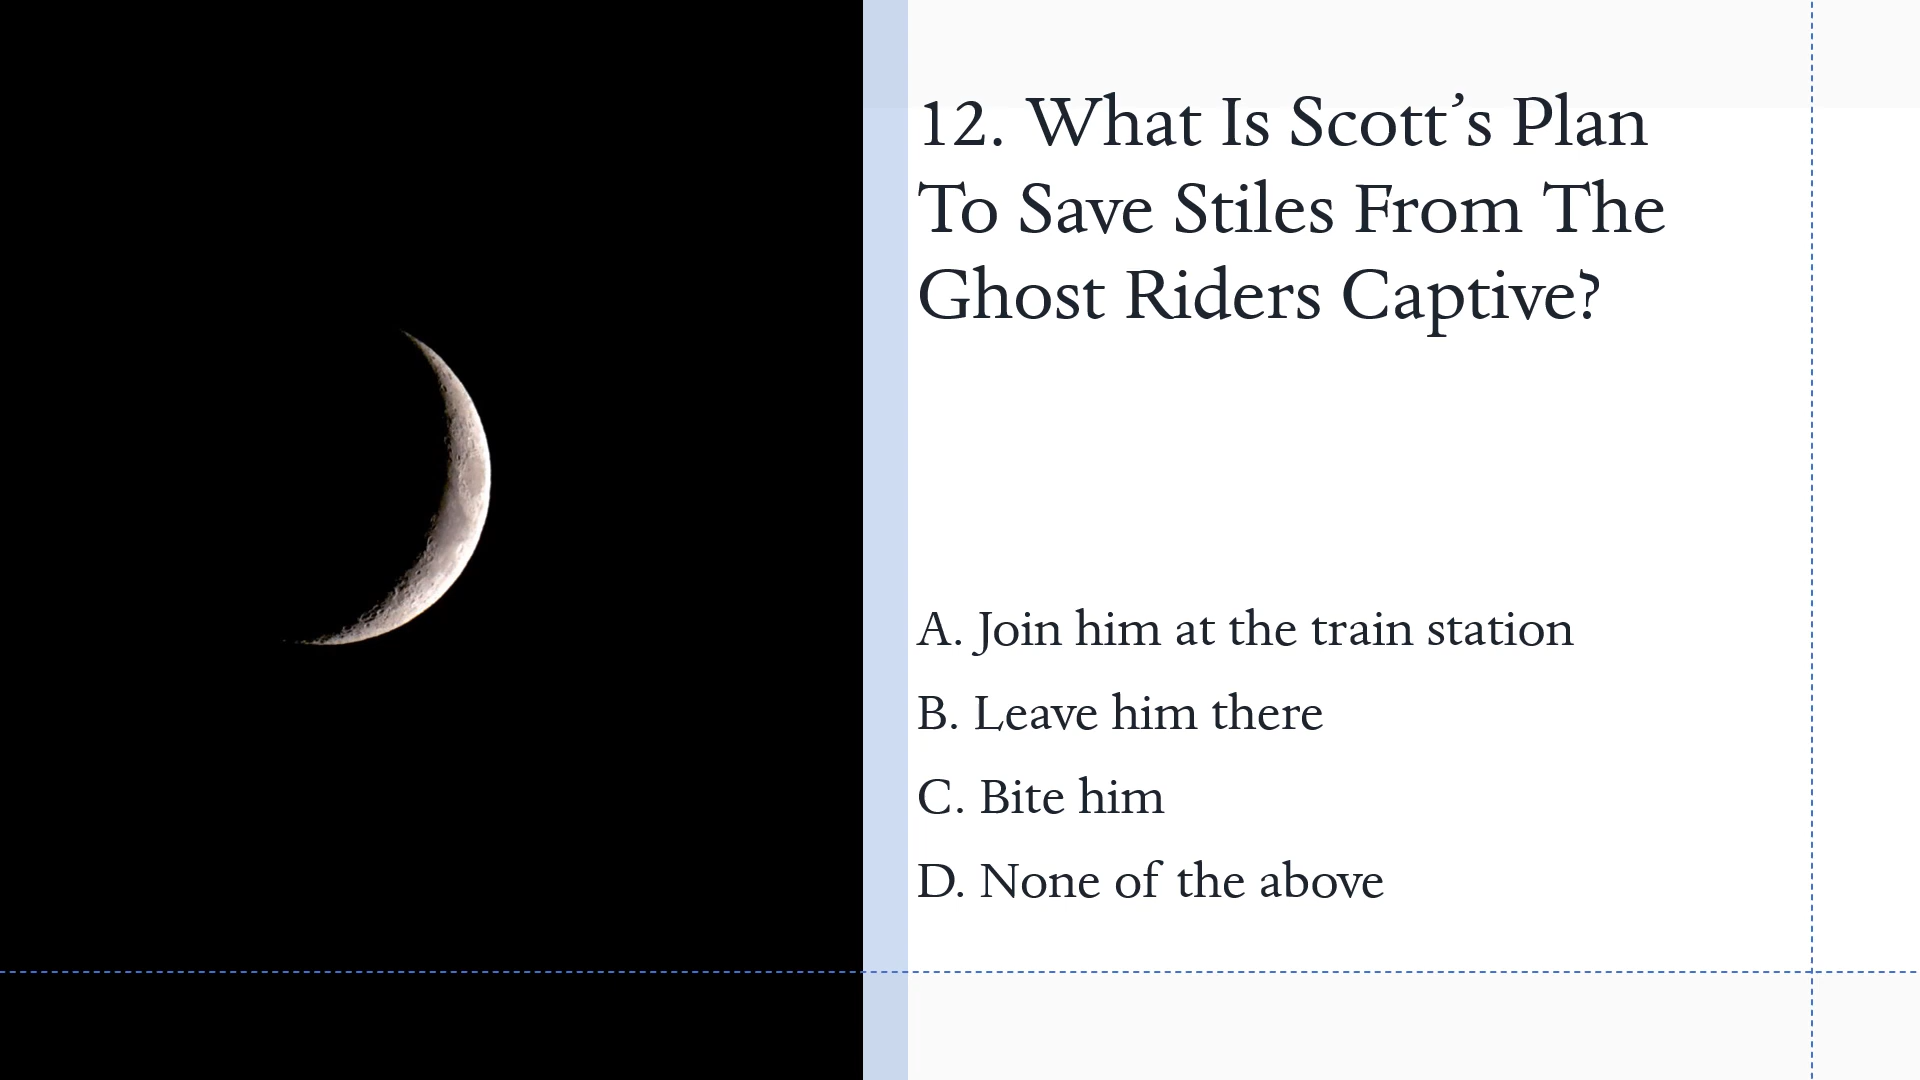 12. What Is Scott’s Plan
To Save Stiles From The
Ghost Riders Captive?
A. Join him at the train station
B. Leave him there
C. Bite him
D. None of the above